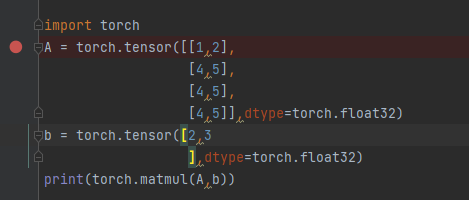 import torch
A = torch.tensor([[1,2],
[4,5],
[4,5],
[4,5]],dtype=torch.float32)
b = torch.tensor([2,3
],dtype=torch.float32)
print(torch.matmul(A,b))